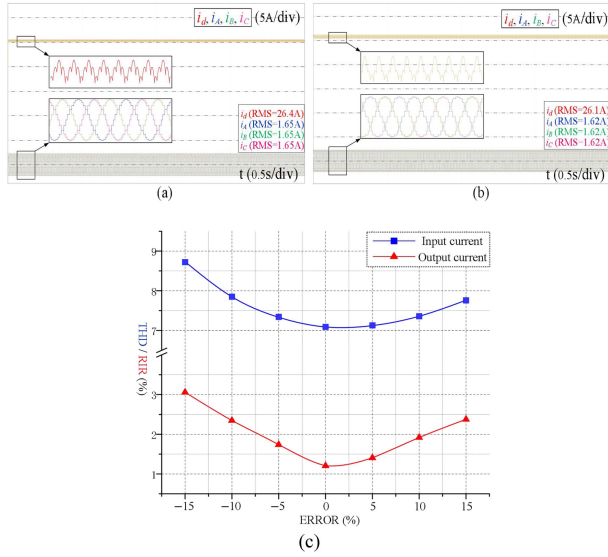 i_d, i_A, i_B, i_C (5A/div)
i_d (RMS=26.4A)
i_A (RMS=1.65A)
i_B (RMS=1.65A)
i_C (RMS=1.65A)
t (0.5s/div)
(a)
i_d, i_A, i_B, i_C (5A/div)
i_d (RMS=26.1A)
i_A (RMS=1.62A)
i_B (RMS=1.62A)
i_C (RMS=1.62A)
t (0.5s/div)
(b)
Input current
Output current
9
8
7
3
2
1
THD / RIR
(%)
−15 −10 −5 0 5 10 15
ERROR (%)
(c)